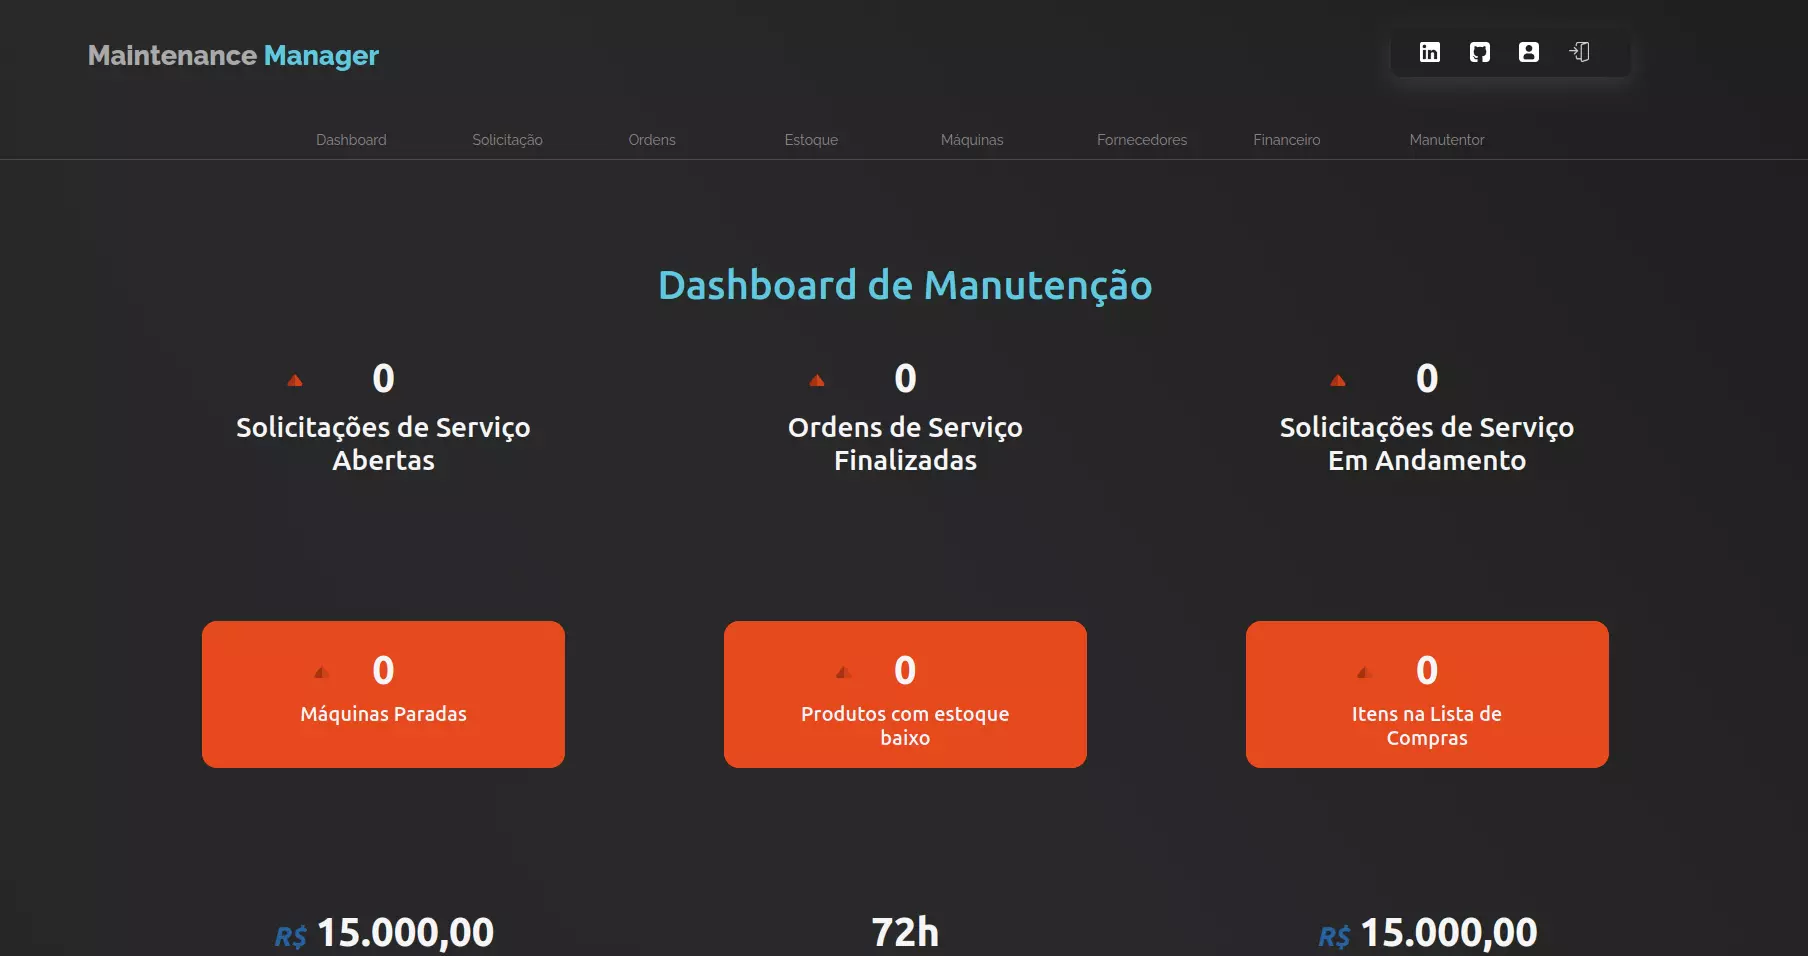 Maintenance Manager
Dashboard Solicitação Ordens Estoque Máquinas Fornecedores Financeiro Manutentor
Dashboard de Manutenção
0
Solicitações de Serviço
Abertas
0
Ordens de Serviço
Finalizadas
0
Solicitações de Serviço
Em Andamento
0
Máquinas Paradas
0
Produtos com estoque
baixo
0
Itens na Lista de
Compras
R$ 15.000,00
72h
R$ 15.000,00